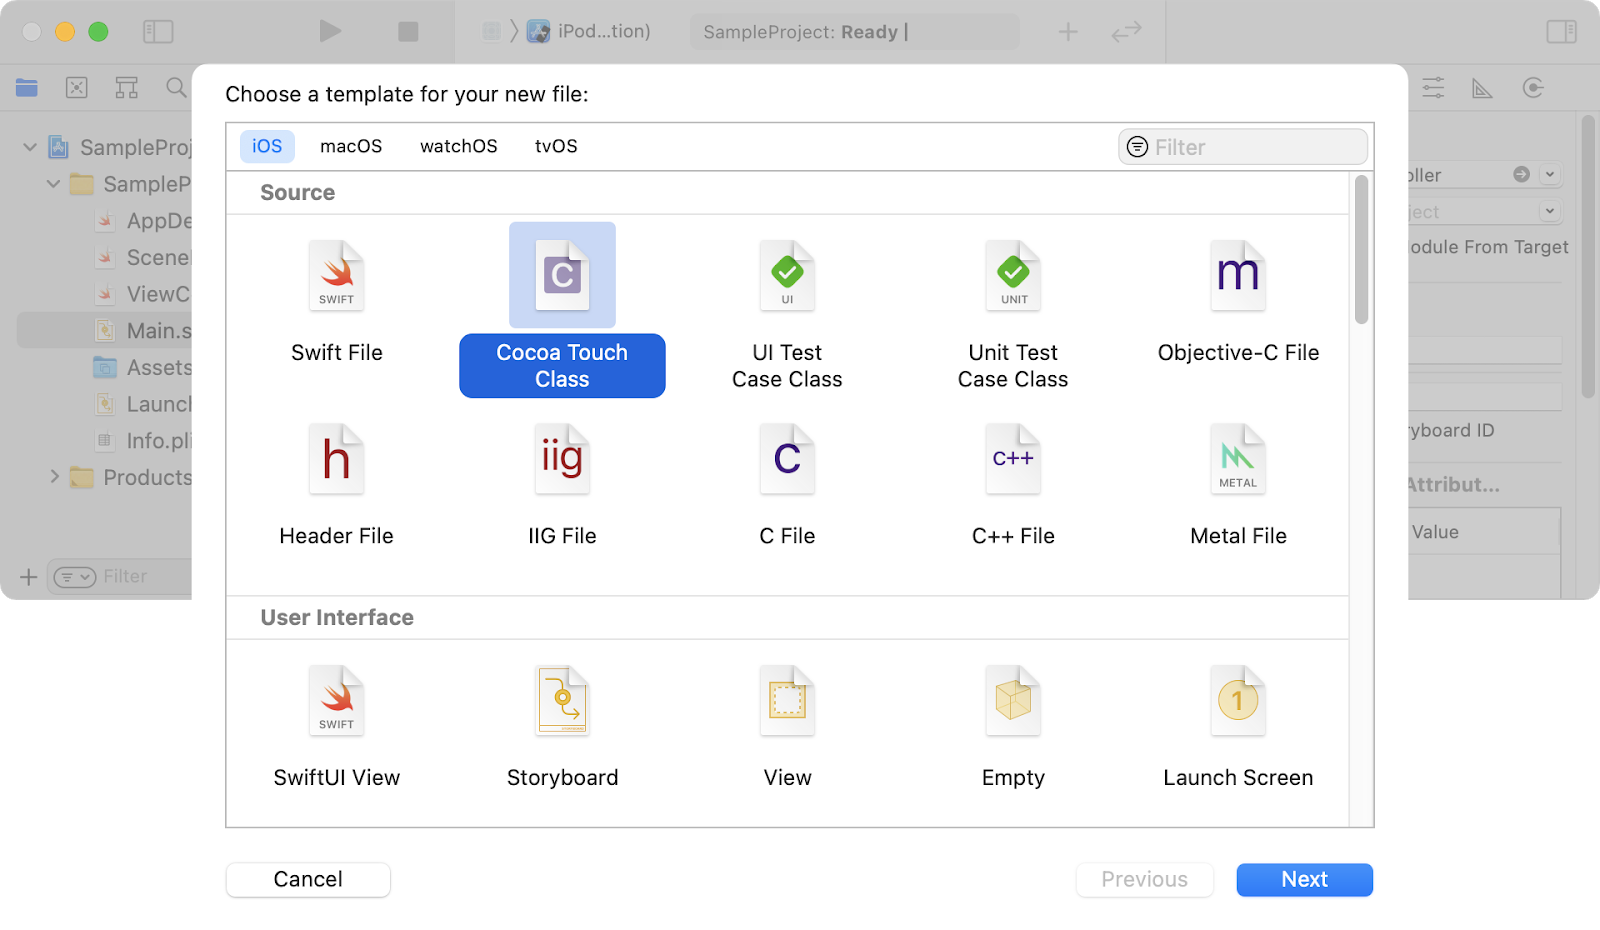 iPod...tion)
SampleProject: Ready |
SampleProj
SampleP
AppDe
Scene
ViewC
Main.s
Assets
Launch
Info.pli
Products
Filter
Choose a template for your new file:
iOS macOS watchOS tvOS
Filter
Source
SWIFT
Swift File
C
Cocoa Touch
Class
UI
UI Test
Case Class
UNIT
Unit Test
Case Class
m
Objective-C File
h
Header File
iig
IIG File
C
C File
C++
C++ File
METAL
Metal File
User Interface
SWIFT
SwiftUI View
Storyboard
View
Empty
1
Launch Screen
Cancel
Previous
Next
oller
ject
odule From Target
ryboard ID
Attribut...
Value